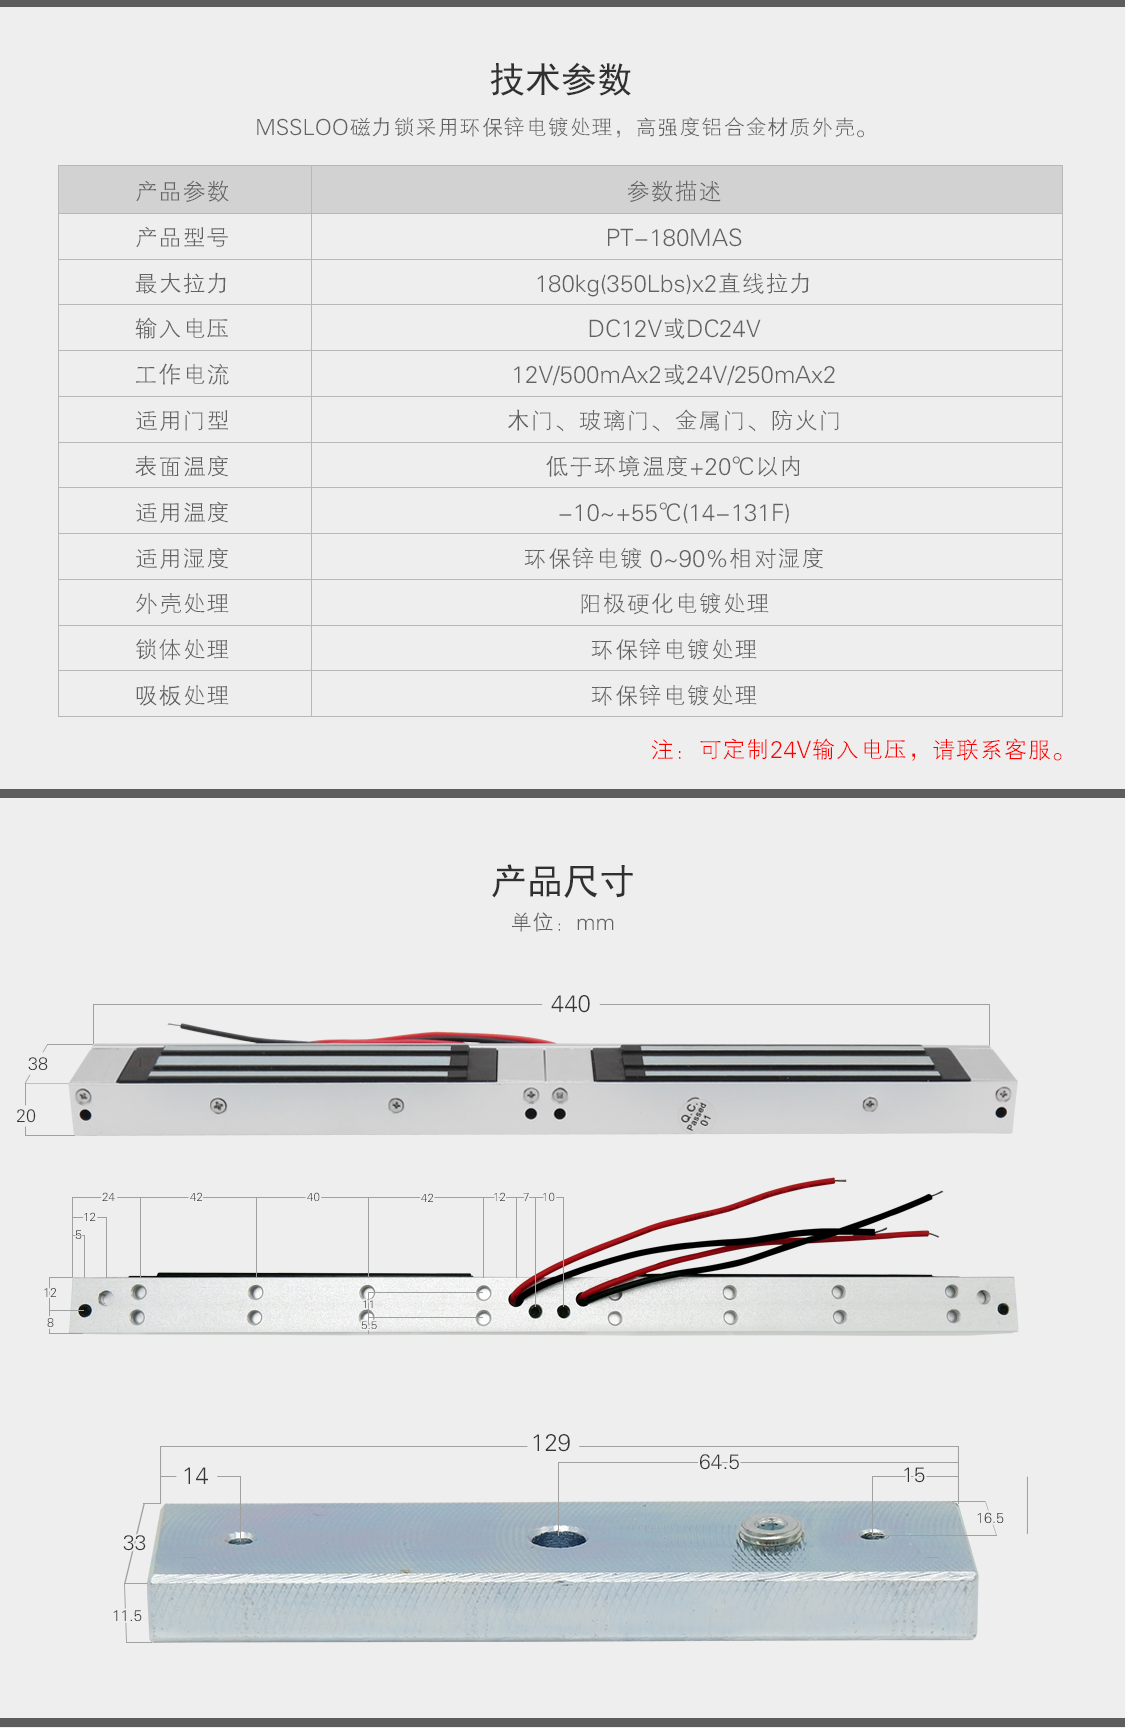 技术参数
MSSLOO磁力锁采用环保锌电镀处理，高强度铝合金材质外壳。
产品参数 参数描述
产品型号 PT-180MAS
最大拉力 180kg(350Lbs)x2直线拉力
输入电压 DC12V或DC24V
工作电流 12V/500mAx2或24V/250mAx2
适用门型 木门、玻璃门、金属门、防火门
表面温度 低于环境温度+20℃以内
适用温度 -10~+55℃(14-131F)
适用湿度 环保锌电镀 0~90%相对湿度
外壳处理 阳极硬化电镀处理
锁体处理 环保锌电镀处理
吸板处理 环保锌电镀处理
注：可定制24V输入电压，请联系客服。
产品尺寸
单位：mm
440
38
20
Q.C.
Passed
01
24 42 40 42 12 7 10
12
5
12
11
8
5.5
129
64.5
14
15
16.5
33
11.5